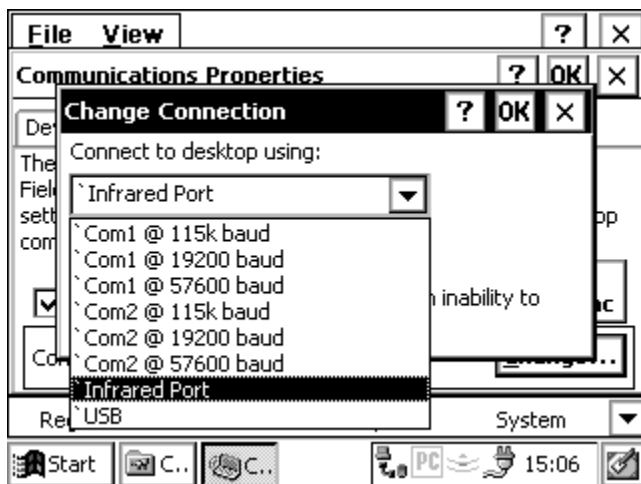 File View ?
Communications Properties ? OK
Change Connection ? OK
Connect to desktop using:
`Infrared Port
`Com1 @ 115k baud
`Com1 @ 19200 baud
`Com1 @ 57600 baud
`Com2 @ 115k baud
`Com2 @ 19200 baud
`Com2 @ 57600 baud
`Infrared Port
`USB
The
inability to
System
Start C.. C.. PC 15:06